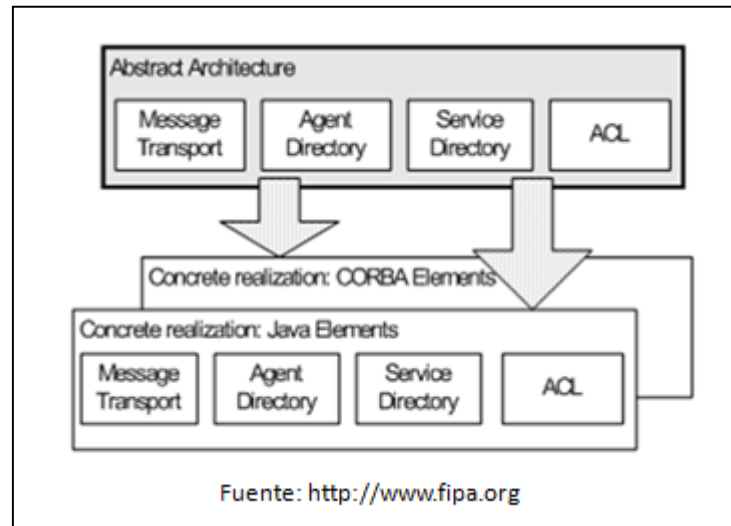 Abstract Architecture
Message
Transport
Agent
Directory
Service
Directory
ACL
Concrete realization: CORBA Elements
Concrete realization: Java Elements
Message
Transport
Agent
Directory
Service
Directory
ACL
Fuente: http://www.fipa.org